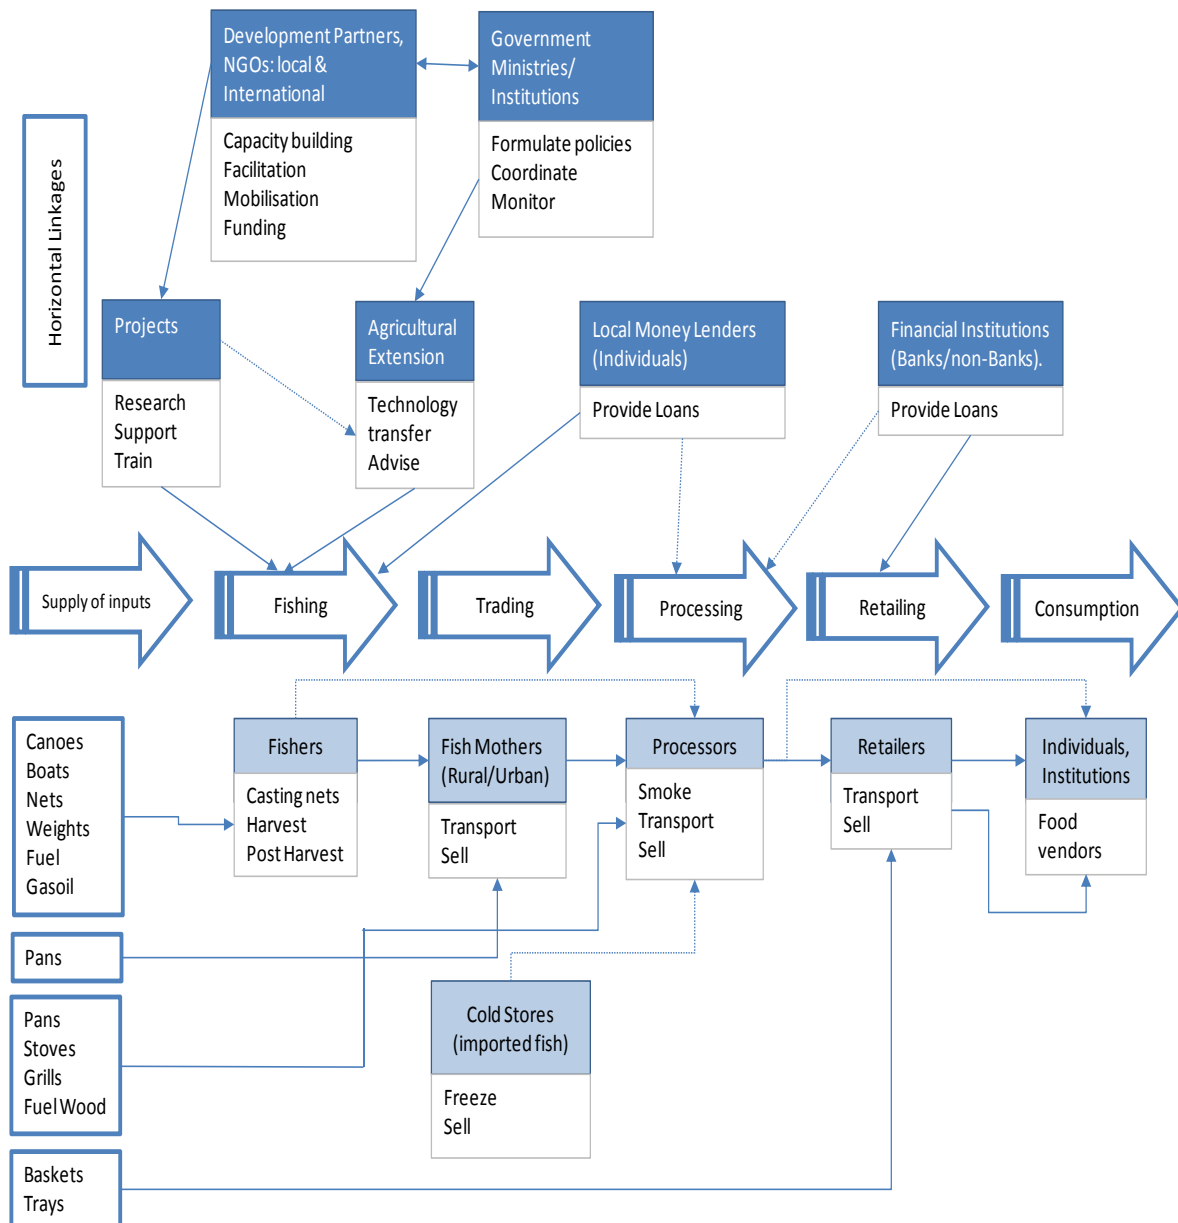 Development Partners,
NGOs: local &
International
Capacity building
Facilitation
Mobilisation
Funding
Government
Ministries/
Institutions
Formulate policies
Coordinate
Monitor
Horizontal Linkages
Projects
Research
Support
Train
Agricultural
Extension
Technology
transfer
Advise
Local Money Lenders
(Individuals)
Provide Loans
Financial Institutions
(Banks/non-Banks).
Provide Loans
Supply of inputs
Fishing
Trading
Processing
Retailing
Consumption
Canoes
Boats
Nets
Weights
Fuel
Gasoil
Fishers
Casting nets
Harvest
Post Harvest
Fish Mothers
(Rural/Urban)
Transport
Sell
Processors
Smoke
Transport
Sell
Retailers
Transport
Sell
Individuals,
Institutions
Food
vendors
Pans
Pans
Stoves
Grills
Fuel Wood
Cold Stores
(imported fish)
Freeze
Sell
Baskets
Trays